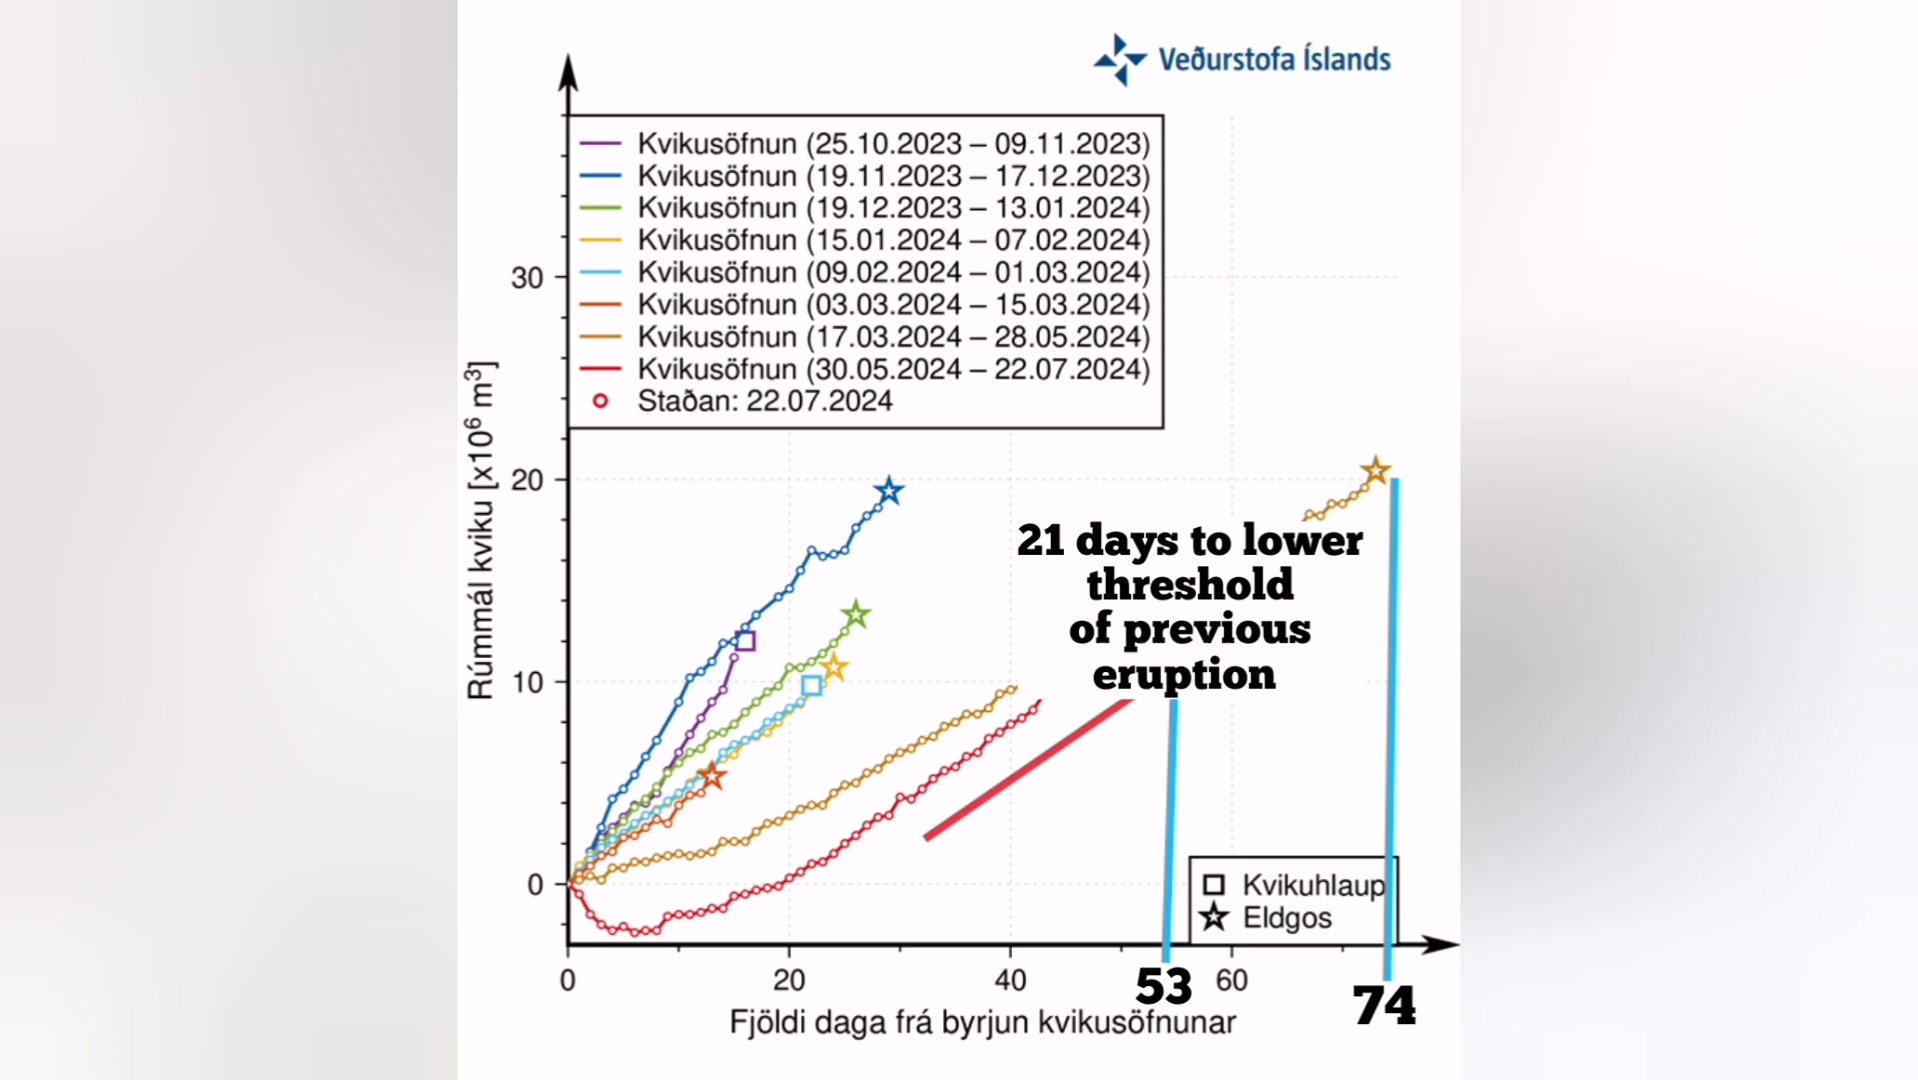 Veðurstofa Íslands
Kvikusöfnun (25.10.2023 – 09.11.2023)
Kvikusöfnun (19.11.2023 – 17.12.2023)
Kvikusöfnun (19.12.2023 – 13.01.2024)
Kvikusöfnun (15.01.2024 – 07.02.2024)
Kvikusöfnun (09.02.2024 – 01.03.2024)
Kvikusöfnun (03.03.2024 – 15.03.2024)
Kvikusöfnun (17.03.2024 – 28.05.2024)
Kvikusöfnun (30.05.2024 – 22.07.2024)
Staðan: 22.07.2024
Rúmmál kviku [x10⁶ m³]
30
20
10
0
21 days to lower
threshold
of previous
eruption
Kvikuhlaup
Eldgos
0
20
40
53
60
74
Fjöldi daga frá byrjun kvikusöfnunar